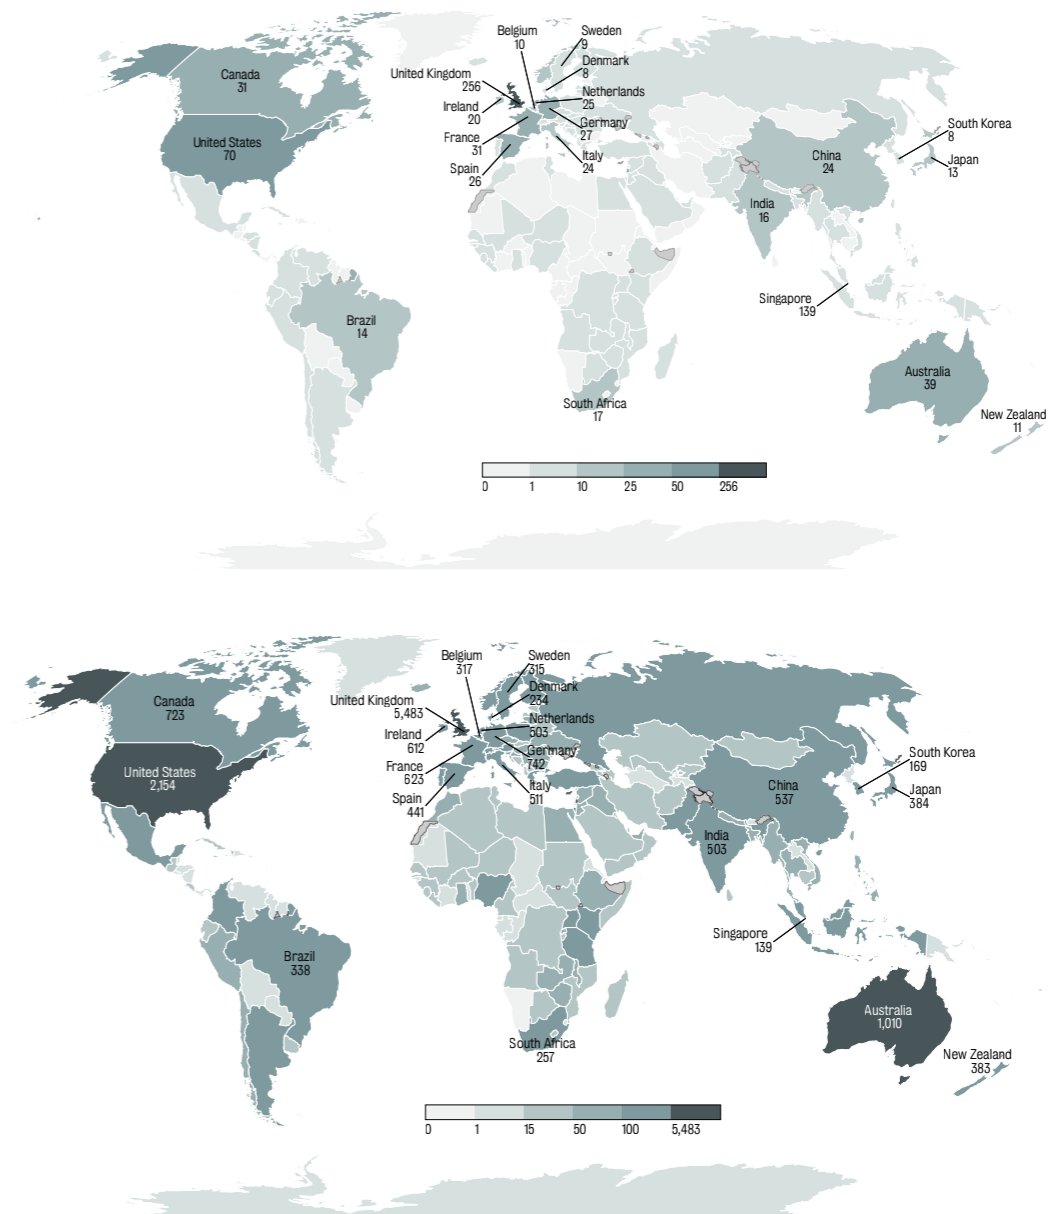 Belgium
10
Sweden
9
Denmark
8
United Kingdom
256
Netherlands
25
Ireland
20
Germany
27
France
31
Italy
24
Spain
26
Canada
31
United States
70
South Korea
8
China
24
Japan
13
India
16
Singapore
139
Brazil
14
Australia
39
South Africa
17
New Zealand
11
0 1 10 25 50 256
Belgium
317
Sweden
315
Denmark
234
Canada
723
United Kingdom
5,483
Netherlands
503
Ireland
612
Germany
742
France
623
Italy
511
Spain
441
United States
2,154
South Korea
169
China
537
Japan
384
India
503
Singapore
139
Brazil
338
Australia
1,010
South Africa
257
New Zealand
383
0 1 15 50 100 5,483